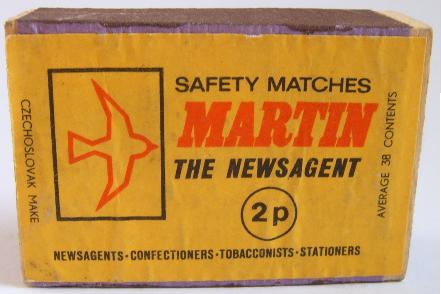 CZECHOSLOVAK MAKE
SAFETY MATCHES
MARTIN
THE NEWSAGENT
2p
NEWSAGENTS·CONFECTIONERS·TOBACCONISTS·STATIONERS
AVERAGE 38 CONTENTS